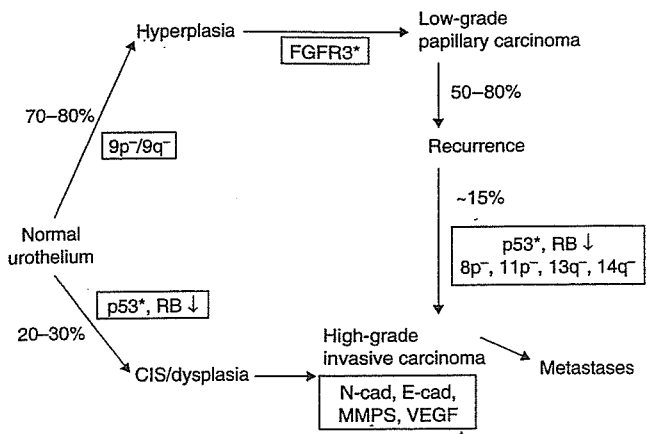 Hyperplasia
FGFR3*
Low-grade
papillary carcinoma
70–80%
9p⁻/9q⁻
50–80%
Recurrence
~15%
p53*, RB ↓
8p⁻, 11p⁻, 13q⁻, 14q⁻
Normal
urothelium
p53*, RB ↓
20–30%
CIS/dysplasia
High-grade
invasive carcinoma
N-cad, E-cad,
MMPS, VEGF
Metastases